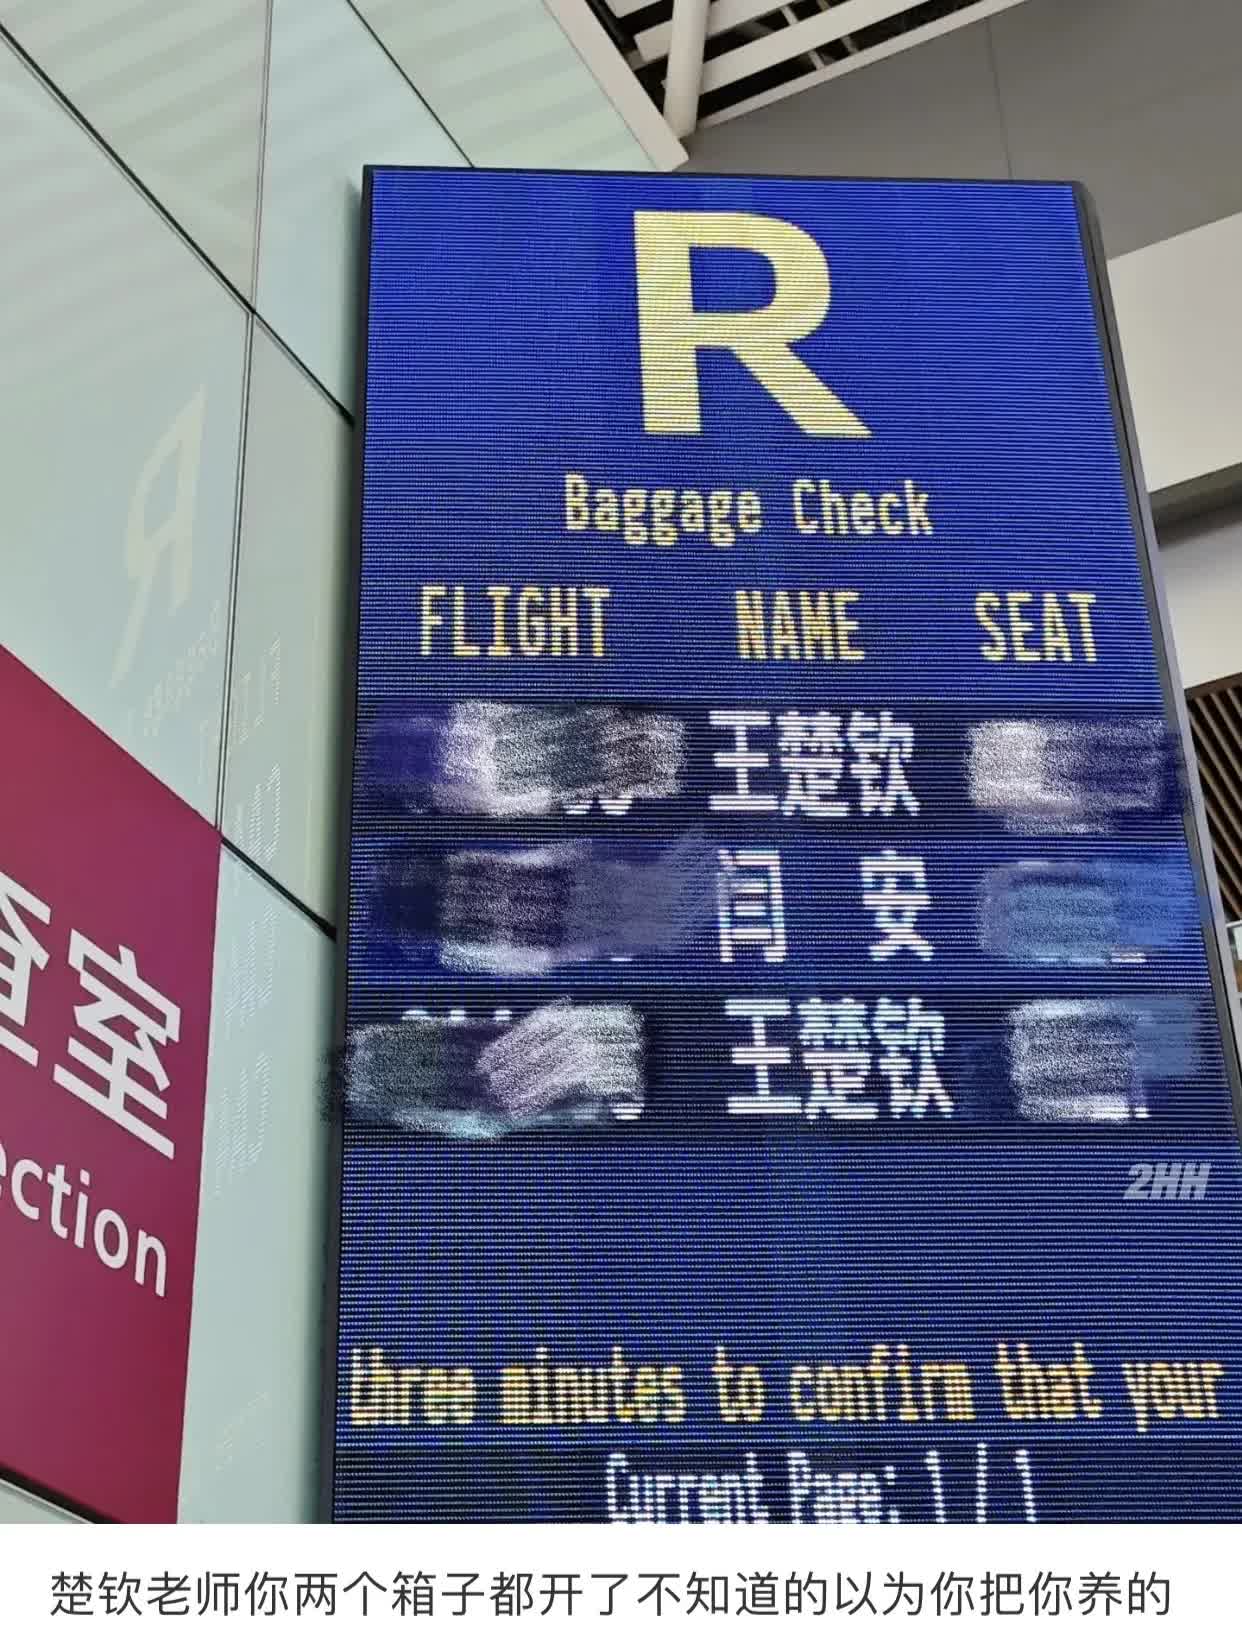 R
Baggage Check
FLIGHT NAME SEAT
王楚钦
闫 安
王楚钦
室
ection
2HH
three minutes to confirm that your
Current Page: 1 / 1
楚钦老师你两个箱子都开了不知道的以为你把你养的